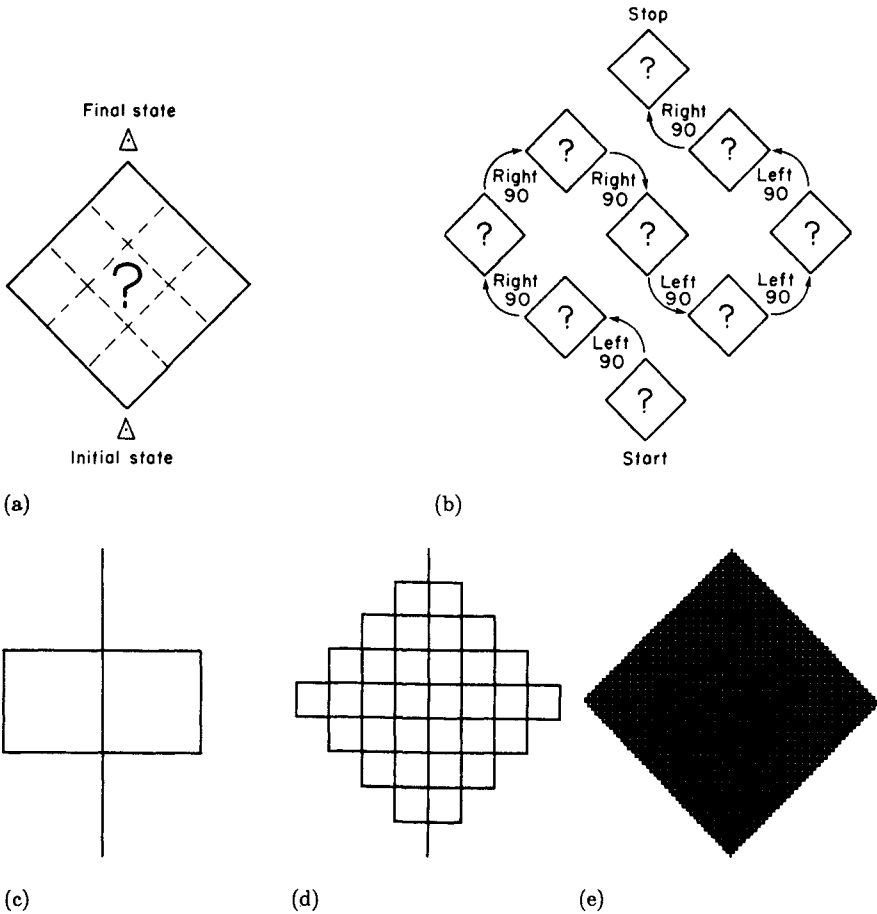 Final state
?
Initial state
(a)
Stop
?
Right
90
?
Right
90
?
Right
90
?
Left
90
?
?
Right
90
?
Left
90
?
Left
90
?
Left
90
?
Start
(b)
(c)
(d)
(e)